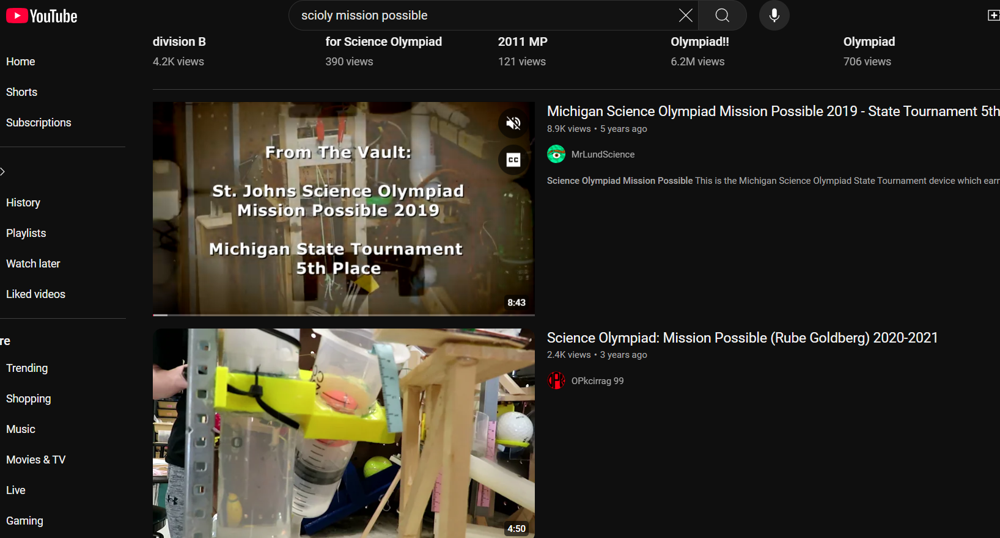 YouTube
scioly mission possible
Home
Shorts
Subscriptions
History
Playlists
Watch later
Liked videos
re
Trending
Shopping
Music
Movies & TV
Live
Gaming
division B
4.2K views
for Science Olympiad
390 views
2011 MP
121 views
Olympiad!!
6.2M views
Olympiad
706 views
From The Vault:
St. Johns Science Olympiad
Mission Possible 2019
Michigan State Tournament
5th Place
CC
8:43
Michigan Science Olympiad Mission Possible 2019 - State Tournament 5th
8.9K views • 5 years ago
MrLundScience
Science Olympiad Mission Possible This is the Michigan Science Olympiad State Tournament device which earn
4:50
Science Olympiad: Mission Possible (Rube Goldberg) 2020-2021
2.4K views • 3 years ago
OPkcirrag 99